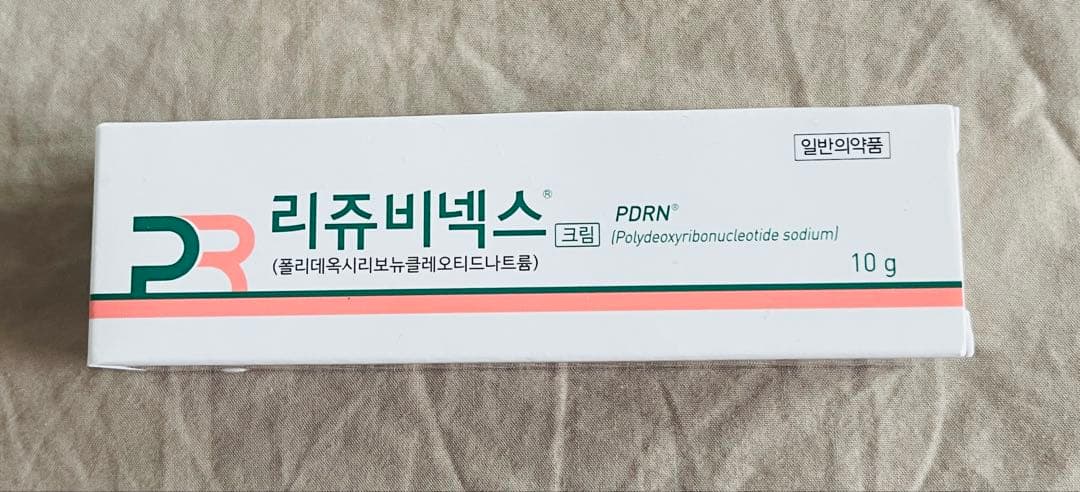 일반의약품
PR 리쥬비넥스® 크림 PDRN®
(Polydeoxyribonucleotide sodium)
(폴리데옥시리보뉴클레오티드나트륨)
10 g